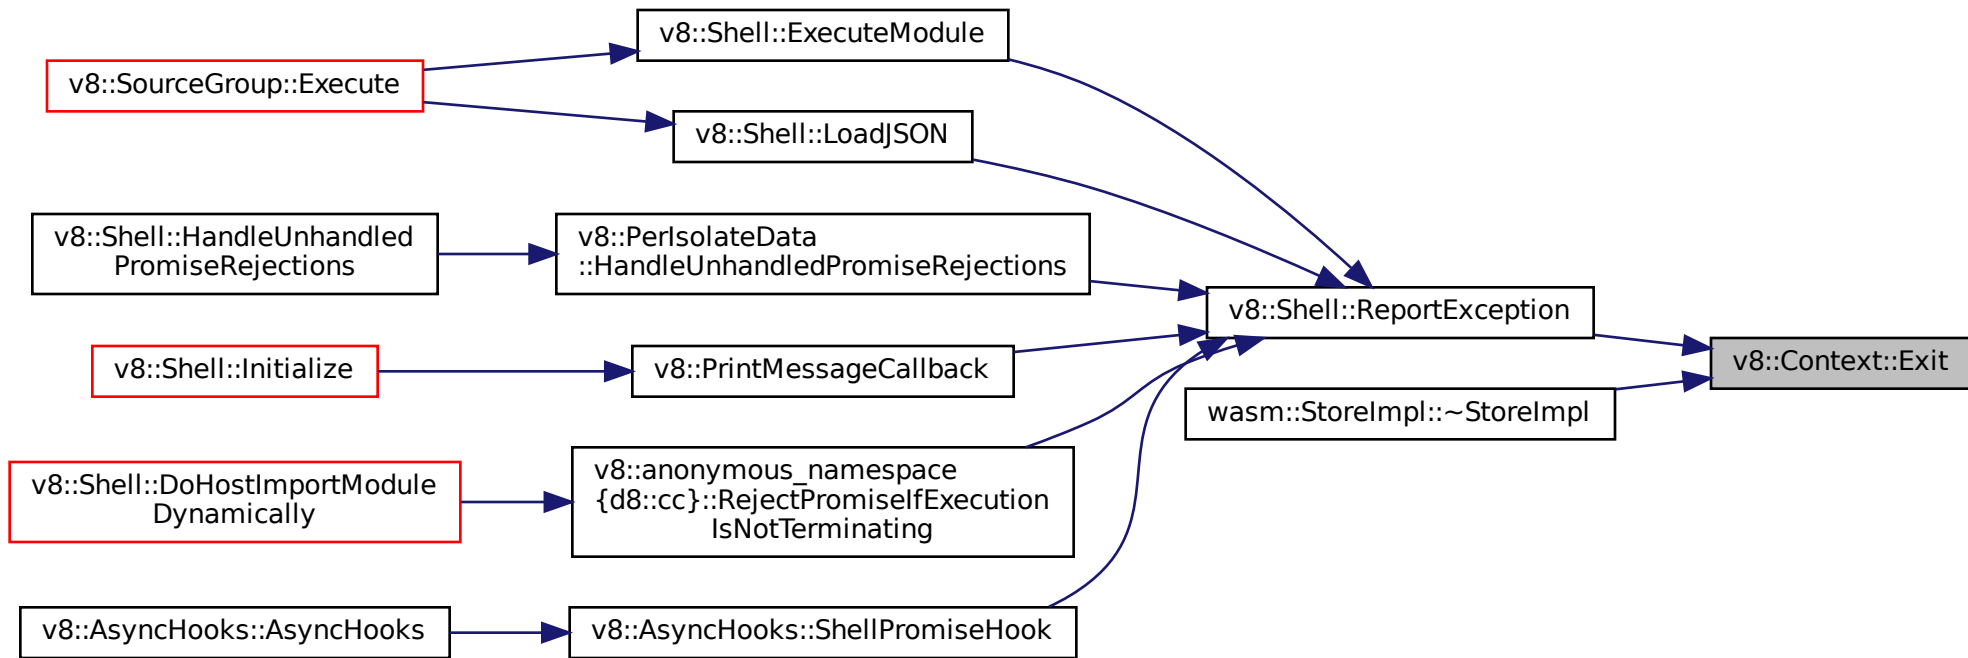 v8::Shell::ExecuteModule
v8::SourceGroup::Execute
v8::Shell::LoadJSON
v8::Shell::HandleUnhandled
PromiseRejections
v8::PerIsolateData
::HandleUnhandledPromiseRejections
v8::Shell::ReportException
v8::Context::Exit
v8::Shell::Initialize
v8::PrintMessageCallback
wasm::StoreImpl::~StoreImpl
v8::Shell::DoHostImportModule
Dynamically
v8::anonymous_namespace
{d8::cc}::RejectPromiseIfExecution
IsNotTerminating
v8::AsyncHooks::AsyncHooks
v8::AsyncHooks::ShellPromiseHook